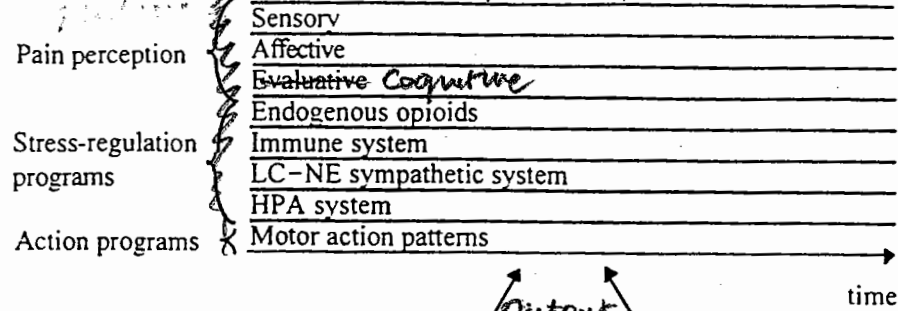 Sensory
Pain perception Affective
Evaluative Cognitive
Endogenous opioids
Stress-regulation Immune system
programs LC–NE sympathetic system
HPA system
Action programs Motor action patterns
time
Output